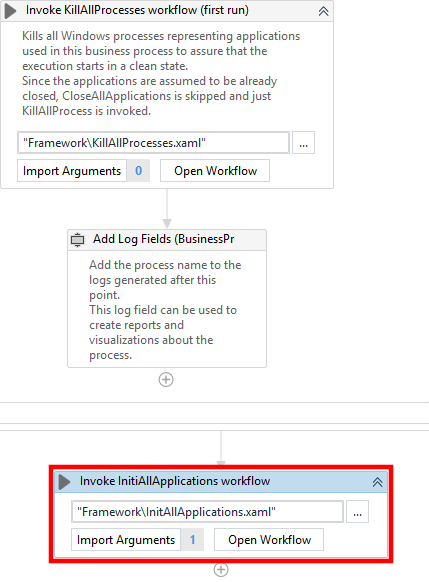 Invoke KillAllProcesses workflow (first run)
Kills all Windows processes representing applications
used in this business process to assure that the
execution starts in a clean state.
Since the applications are assumed to be already
closed, CloseAllApplications is skipped and just
KillAllProcess is invoked.
"Framework\KillAllProcesses.xaml"
...
Import Arguments 0 Open Workflow
Add Log Fields (BusinessPr
Add the process name to the
logs generated after this
point.
This log field can be used to
create reports and
visualizations about the
process.
Invoke InitiAllApplications workflow
"Framework\InitAllApplications.xaml"
...
Import Arguments 1 Open Workflow